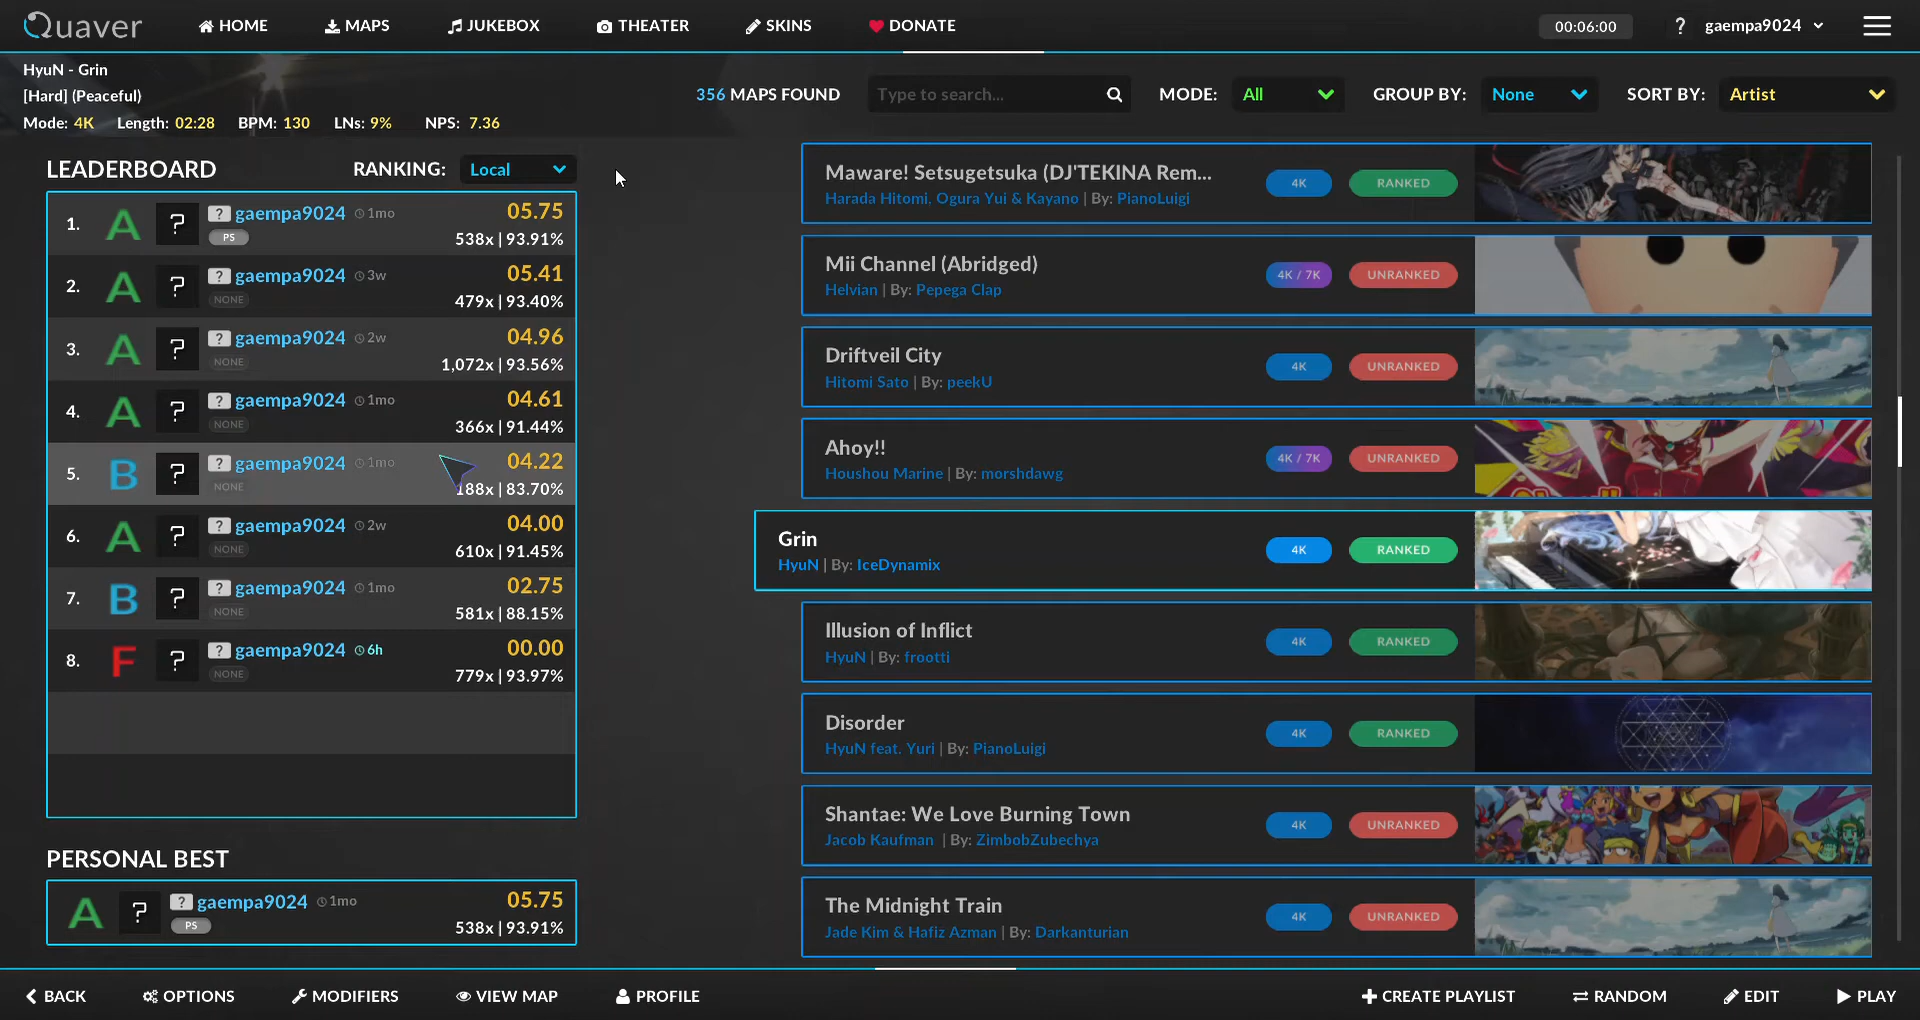 Quaver
HOME
MAPS
JUKEBOX
THEATER
SKINS
DONATE
00:06:00
?
gaempa9024
HyuN - Grin
[Hard] (Peaceful)
Mode: 4K Length: 02:28 BPM: 130 LNs: 9% NPS: 7.36
356 MAPS FOUND
Type to search...
MODE: All
GROUP BY: None
SORT BY: Artist
LEADERBOARD
RANKING: Local
1. A ? ? gaempa9024 1mo 05.75
PS 538x | 93.91%
2. A ? ? gaempa9024 3w 05.41
NONE 479x | 93.40%
3. A ? ? gaempa9024 2w 04.96
NONE 1,072x | 93.56%
4. A ? ? gaempa9024 1mo 04.61
NONE 366x | 91.44%
5. B ? ? gaempa9024 1mo 04.22
NONE 188x | 83.70%
6. A ? ? gaempa9024 2w 04.00
NONE 610x | 91.45%
7. B ? ? gaempa9024 1mo 02.75
NONE 581x | 88.15%
8. F ? ? gaempa9024 6h 00.00
NONE 779x | 93.97%
PERSONAL BEST
A ? ? gaempa9024 1mo 05.75
PS 538x | 93.91%
Maware! Setsugetsuka (DJ'TEKINA Rem...
Harada Hitomi, Ogura Yui & Kayano | By: PianoLuigi
4K RANKED
Mii Channel (Abridged)
Helvian | By: Pepega Clap
4K / 7K UNRANKED
Driftveil City
Hitomi Sato | By: peekU
4K UNRANKED
Ahoy!!
Houshou Marine | By: morshdawg
4K / 7K UNRANKED
Grin
HyuN | By: IceDynamix
4K RANKED
Illusion of Inflict
HyuN | By: frootti
4K RANKED
Disorder
HyuN feat. Yuri | By: PianoLuigi
4K RANKED
Shantae: We Love Burning Town
Jacob Kaufman | By: ZimbobZubechya
4K UNRANKED
The Midnight Train
Jade Kim & Hafiz Azman | By: Darkanturian
4K UNRANKED
BACK
OPTIONS
MODIFIERS
VIEW MAP
PROFILE
CREATE PLAYLIST
RANDOM
EDIT
PLAY